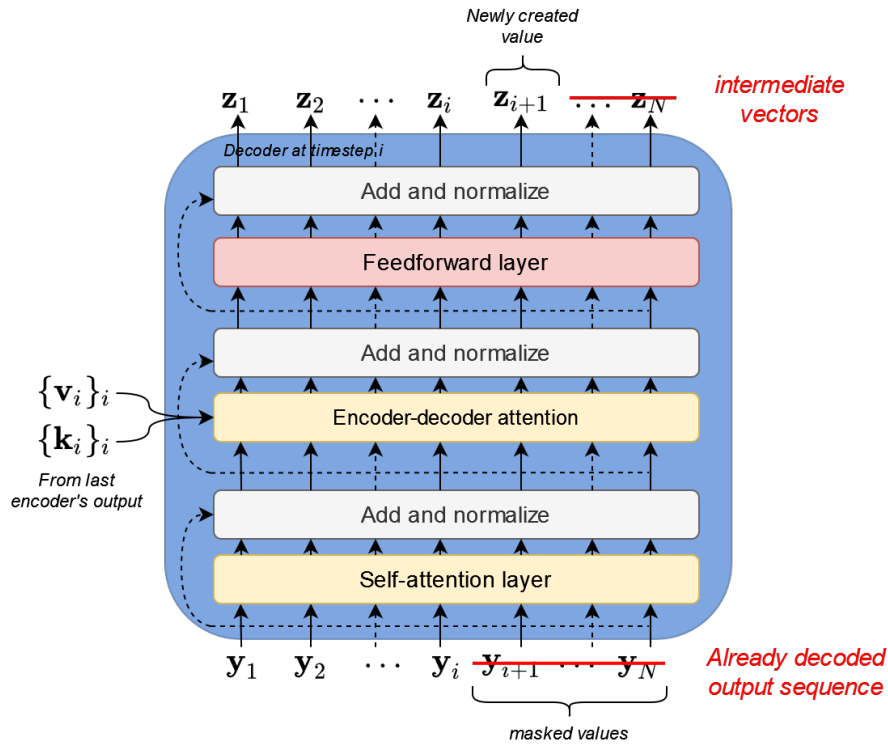 Newly created
value
z₁ z₂ ⋯ zᵢ zᵢ₊₁ ... z_N
intermediate
vectors
Decoder at timestep i
Add and normalize
Feedforward layer
Add and normalize
{vᵢ}ᵢ
Encoder-decoder attention
{kᵢ}ᵢ
From last
encoder's output
Add and normalize
Self-attention layer
y₁ y₂ ⋯ yᵢ yᵢ₊₁ ⋯ y_N
Already decoded
output sequence
masked values